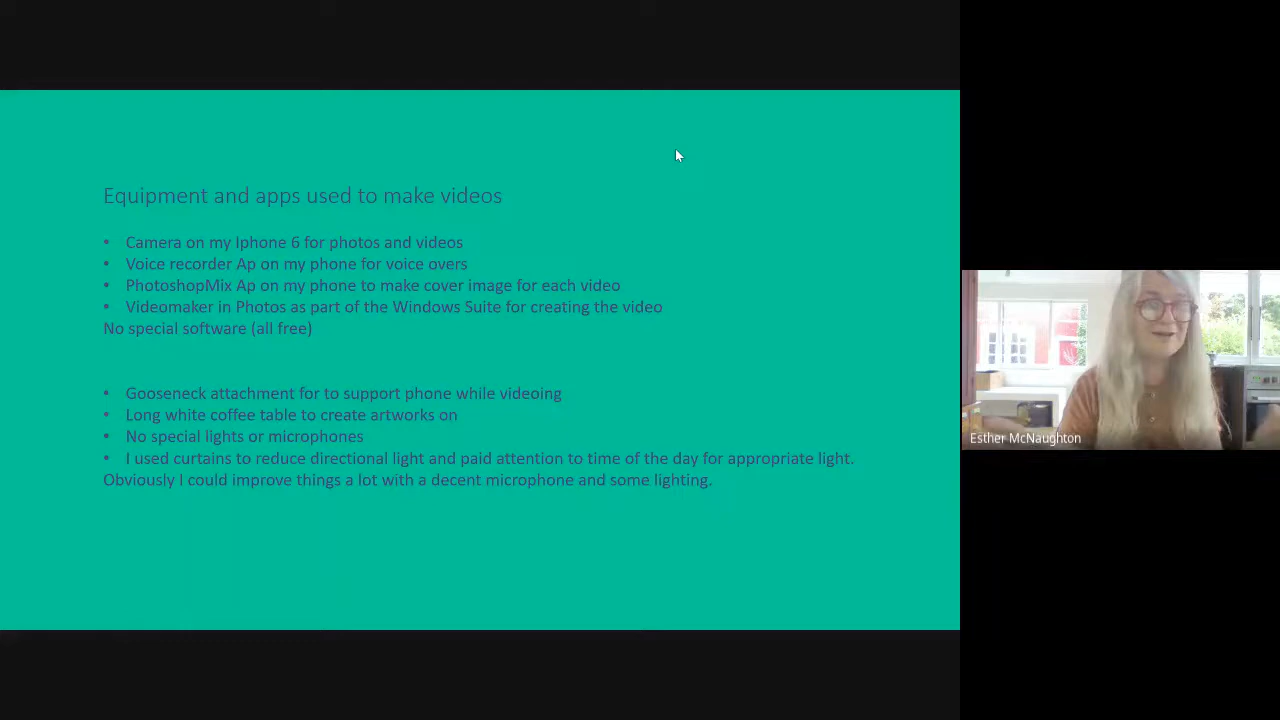 Equipment and apps used to make videos
• Camera on my Iphone 6 for photos and videos
• Voice recorder Ap on my phone for voice overs
• PhotoshopMix Ap on my phone to make cover image for each video
• Videomaker in Photos as part of the Windows Suite for creating the video
No special software (all free)
• Gooseneck attachment for to support phone while videoing
• Long white coffee table to create artworks on
• No special lights or microphones
• I used curtains to reduce directional light and paid attention to time of the day for appropriate light.
Obviously I could improve things a lot with a decent microphone and some lighting.
Esther McNaughton